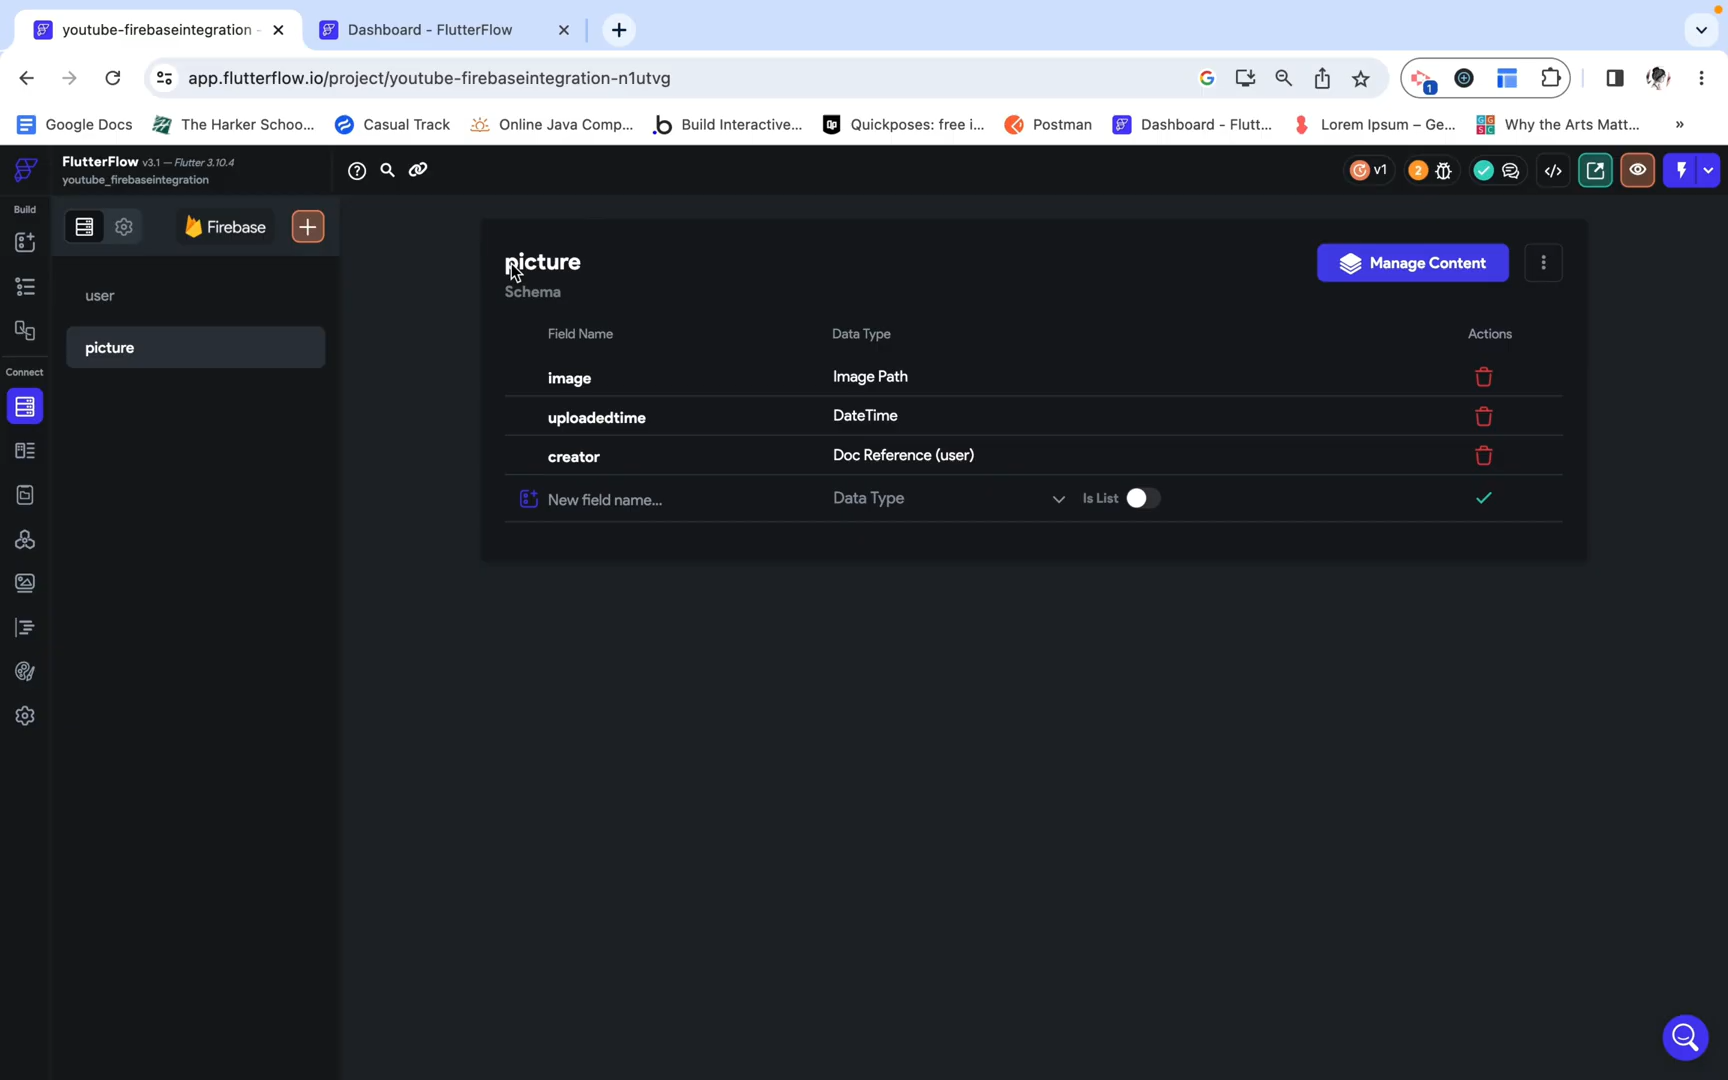 youtube-firebaseintegration -
Dashboard - FlutterFlow
app.flutterflow.io/project/youtube-firebaseintegration-n1utvg
1
Google Docs
The Harker Schoo...
Casual Track
Online Java Comp...
Build Interactive...
Quickposes: free i...
Postman
Dashboard - Flutt...
Lorem Ipsum – Ge...
Why the Arts Matt...
»
FlutterFlow v3.1 — Flutter 3.10.4
youtube_firebaseintegration
v1
2
Build
Firebase
user
picture
Connect
picture
Schema
Manage Content
Field Name Data Type Actions
image Image Path
uploadedtime DateTime
creator Doc Reference (user)
New field name... Data Type Is List